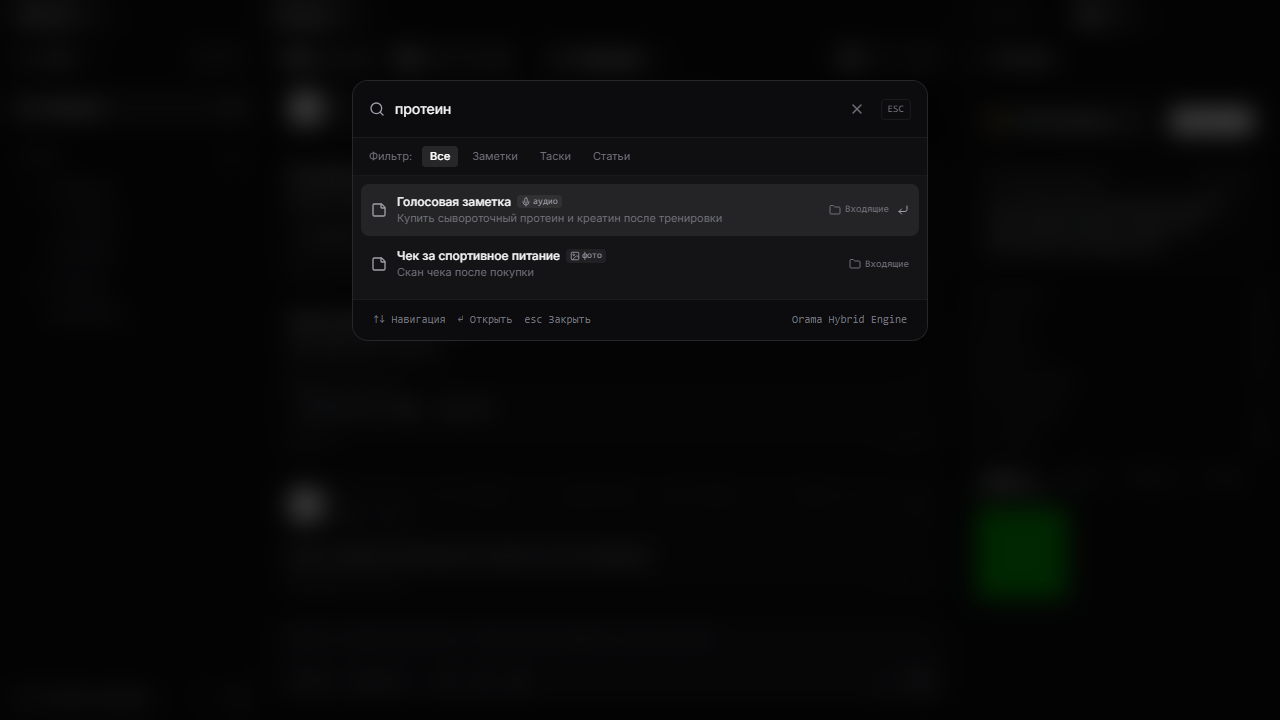 протеин
ESC
Фильтр: Все Заметки Таски Статьи
Голосовая заметка аудио
Купить сывороточный протеин и креатин после тренировки
Входящие
Чек за спортивное питание фото
Скан чека после покупки
Входящие
↑↓ Навигация ↵ Открыть esc Закрыть
Orama Hybrid Engine